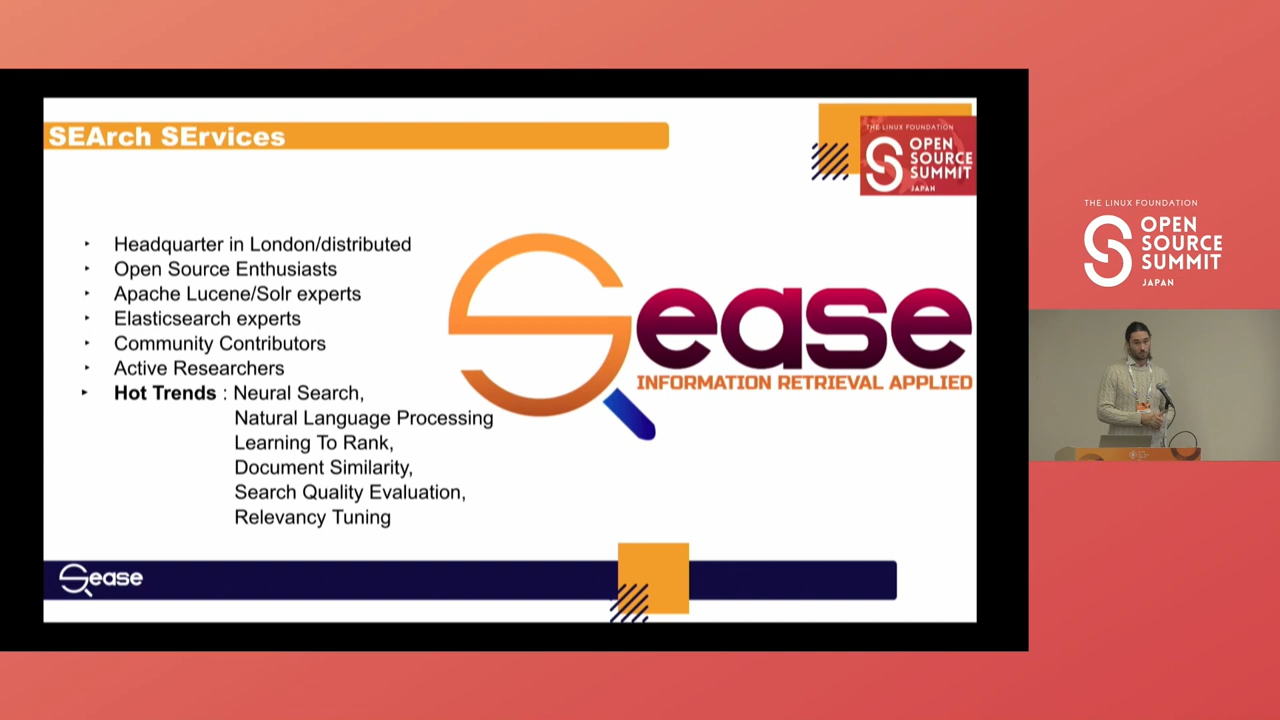 SEArch SErvices
THE LINUX FOUNDATION
OPEN
SOURCE
SUMMIT
JAPAN
‣ Headquarter in London/distributed
‣ Open Source Enthusiasts
‣ Apache Lucene/Solr experts
‣ Elasticsearch experts
‣ Community Contributors
‣ Active Researchers
‣ Hot Trends : Neural Search,
Natural Language Processing
Learning To Rank,
Document Similarity,
Search Quality Evaluation,
Relevancy Tuning
Sease
INFORMATION RETRIEVAL APPLIED
Sease
THE LINUX FOUNDATION
OPEN
SOURCE
SUMMIT
JAPAN